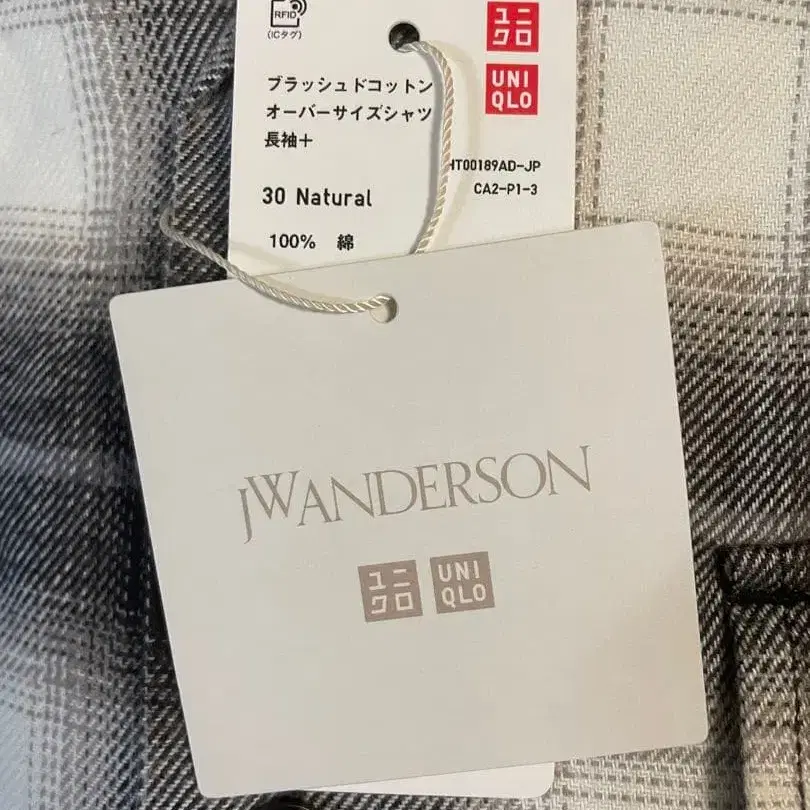 RFID
(ICタグ)
ユニ
クロ
UNI
QLO
ブラッシュドコットン
オーバーサイズシャツ
長袖+
HT00189AD-JP
CA2-P1-3
30 Natural
100% 綿
JWANDERSON
ユニ
クロ
UNI
QLO